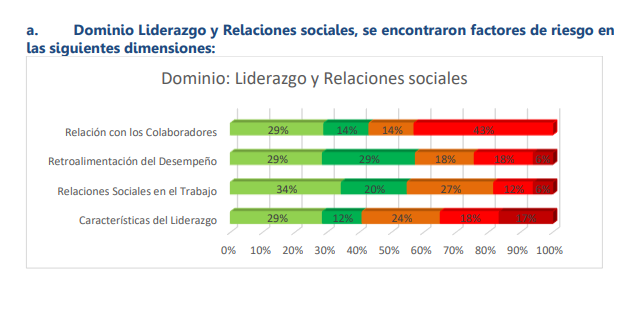 a. Dominio Liderazgo y Relaciones sociales, se encontraron factores de riesgo en
las siguientes dimensiones:
Dominio: Liderazgo y Relaciones sociales
Relación con los Colaboradores 29% 14% 14% 43%
Retroalimentación del Desempeño 29% 29% 18% 18% 6%
Relaciones Sociales en el Trabajo 34% 20% 27% 12% 6%
Características del Liderazgo 29% 12% 24% 18% 17%
0% 10% 20% 30% 40% 50% 60% 70% 80% 90% 100%